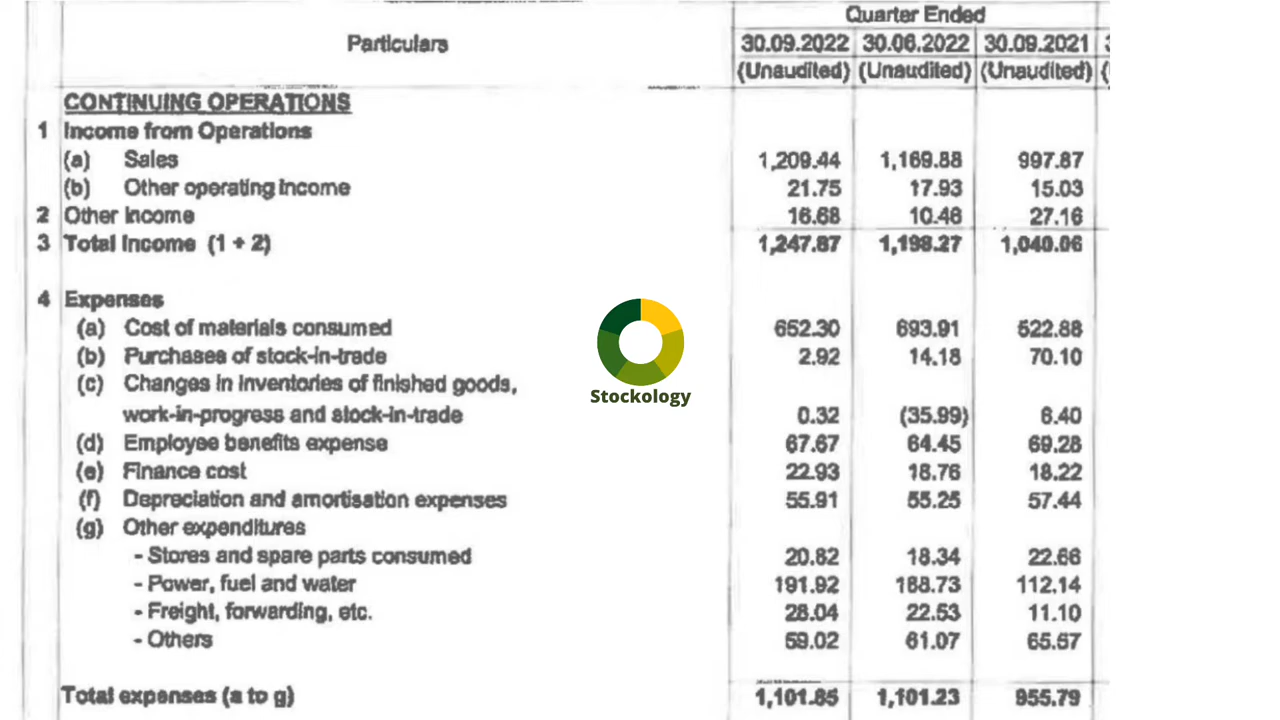 Quarter Ended
Particulars 30.09.2022 30.06.2022 30.09.2021
(Unaudited) (Unaudited) (Unaudited) (
CONTINUING OPERATIONS
1 Income from Operations
(a) Sales 1,209.44 1,169.88 997.87
(b) Other operating income 21.75 17.93 15.03
2 Other Income 16.68 10.46 27.16
3 Total Income (1 + 2) 1,247.87 1,198.27 1,040.06
4 Expenses
(a) Cost of materials consumed 652.30 693.91 522.88
(b) Purchases of stock-in-trade 2.92 14.18 70.10
(c) Changes in inventories of finished goods,
work-in-progress and stock-in-trade 0.32 (35.99) 6.40
(d) Employee benefits expense 67.67 64.45 69.28
(e) Finance cost 22.93 18.76 18.22
(f) Depreciation and amortisation expenses 55.91 55.25 57.44
(g) Other expenditures
- Stores and spare parts consumed 20.82 18.34 22.66
- Power, fuel and water 191.92 188.73 112.14
- Freight, forwarding, etc. 28.04 22.53 11.10
- Others 59.02 61.07 65.57
Total expenses (a to g) 1,101.85 1,101.23 955.79
Stockology